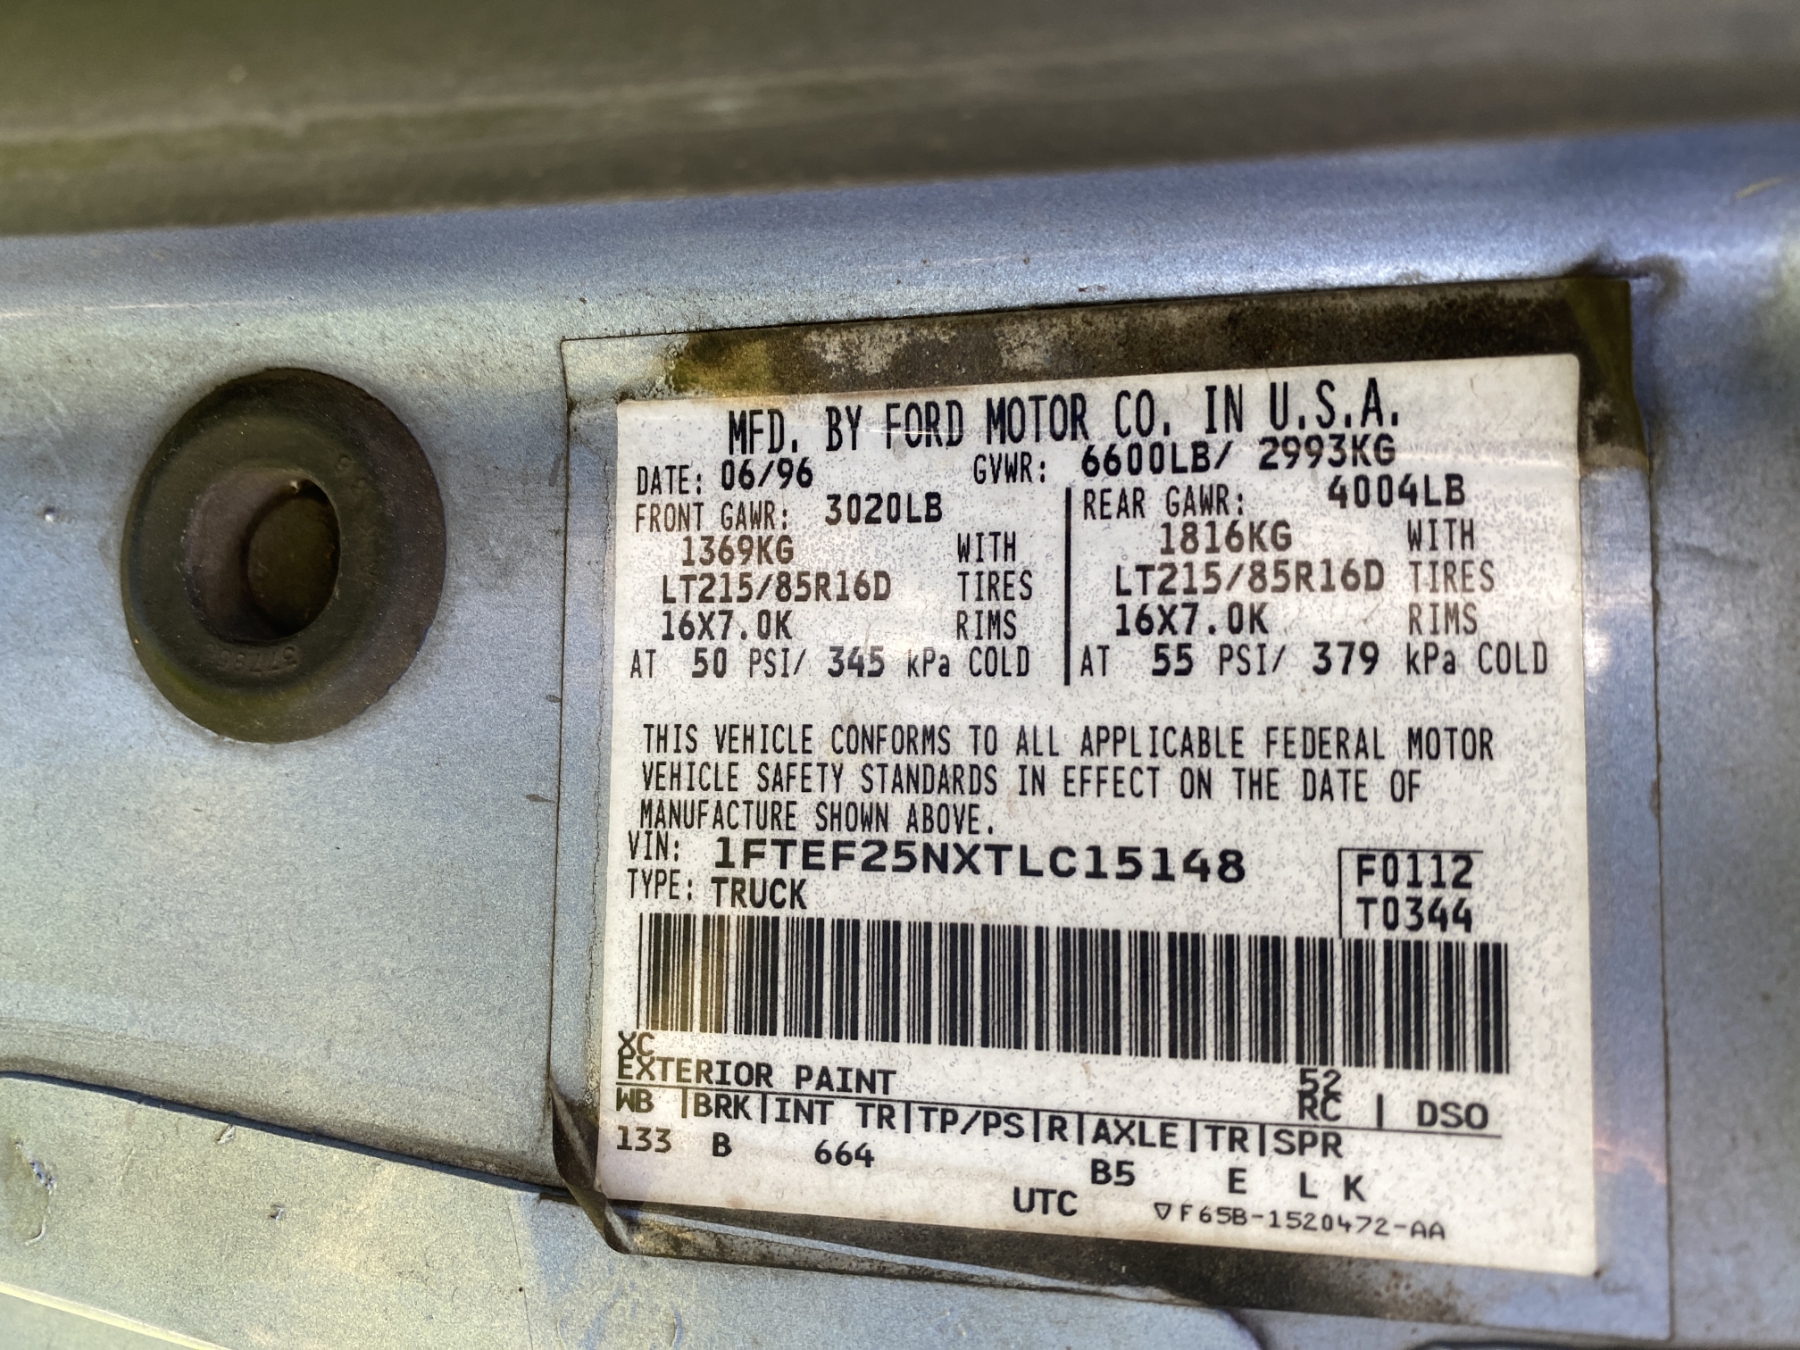 MFD. BY FORD MOTOR CO. IN U.S.A.
DATE: 06/96 GVWR: 6600LB/ 2993KG
FRONT GAWR: 3020LB REAR GAWR: 4004LB
1369KG WITH 1816KG WITH
LT215/85R16D TIRES LT215/85R16D TIRES
16X7.0K RIMS 16X7.0K RIMS
AT 50 PSI/ 345 kPa COLD AT 55 PSI/ 379 kPa COLD
THIS VEHICLE CONFORMS TO ALL APPLICABLE FEDERAL MOTOR
VEHICLE SAFETY STANDARDS IN EFFECT ON THE DATE OF
MANUFACTURE SHOWN ABOVE.
VIN: 1FTEF25NXTLC15148 F0112
TYPE: TRUCK T0344
XC 52
EXTERIOR PAINT RC | DSO
WB |BRK|INT TR|TP/PS|R|AXLE|TR|SPR
133 B 664 B5 E L K
UTC ▽F65B-1520472-AA